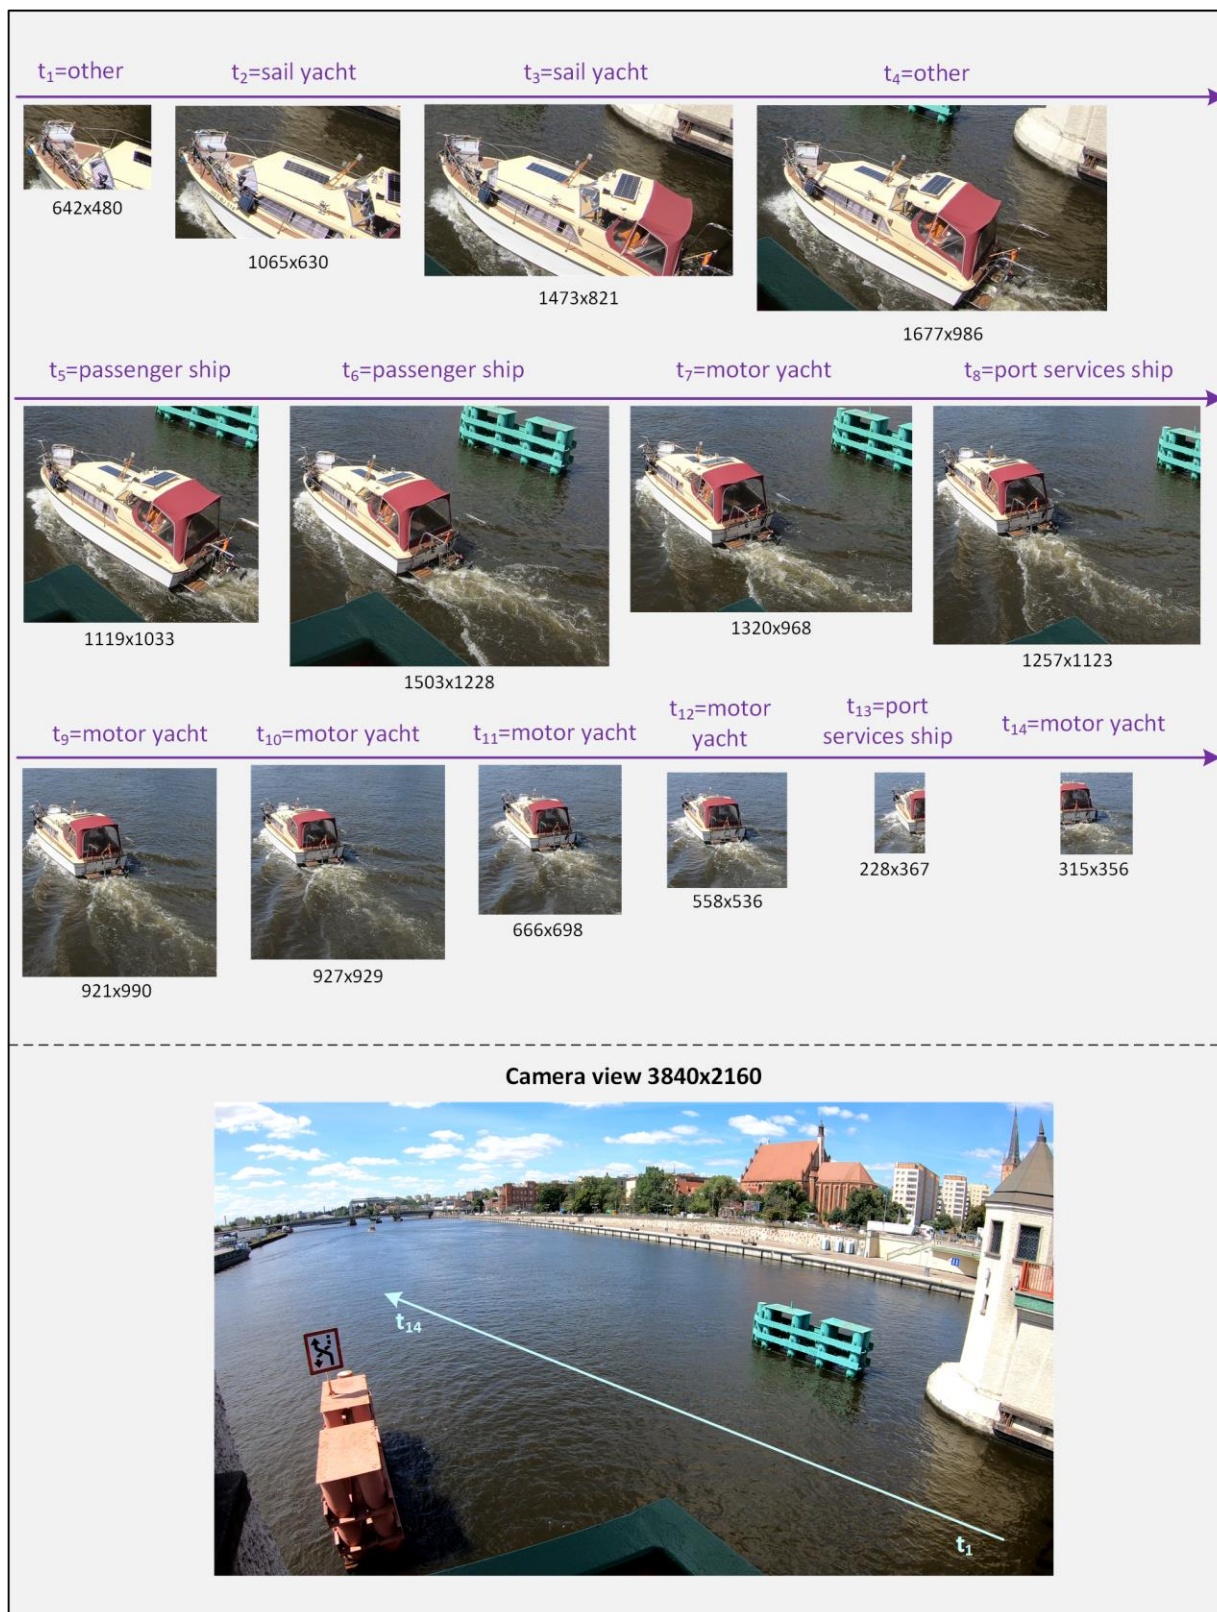 t₁=other t₂=sail yacht t₃=sail yacht t₄=other
642x480
1065x630
1473x821
1677x986
t₅=passenger ship t₆=passenger ship t₇=motor yacht t₈=port services ship
1119x1033
1503x1228
1320x968
1257x1123
t₉=motor yacht t₁₀=motor yacht t₁₁=motor yacht t₁₂=motor
yacht
t₁₃=port
services ship
t₁₄=motor yacht
921x990
927x929
666x698
558x536
228x367
315x356
Camera view 3840x2160
t₁₄
t₁